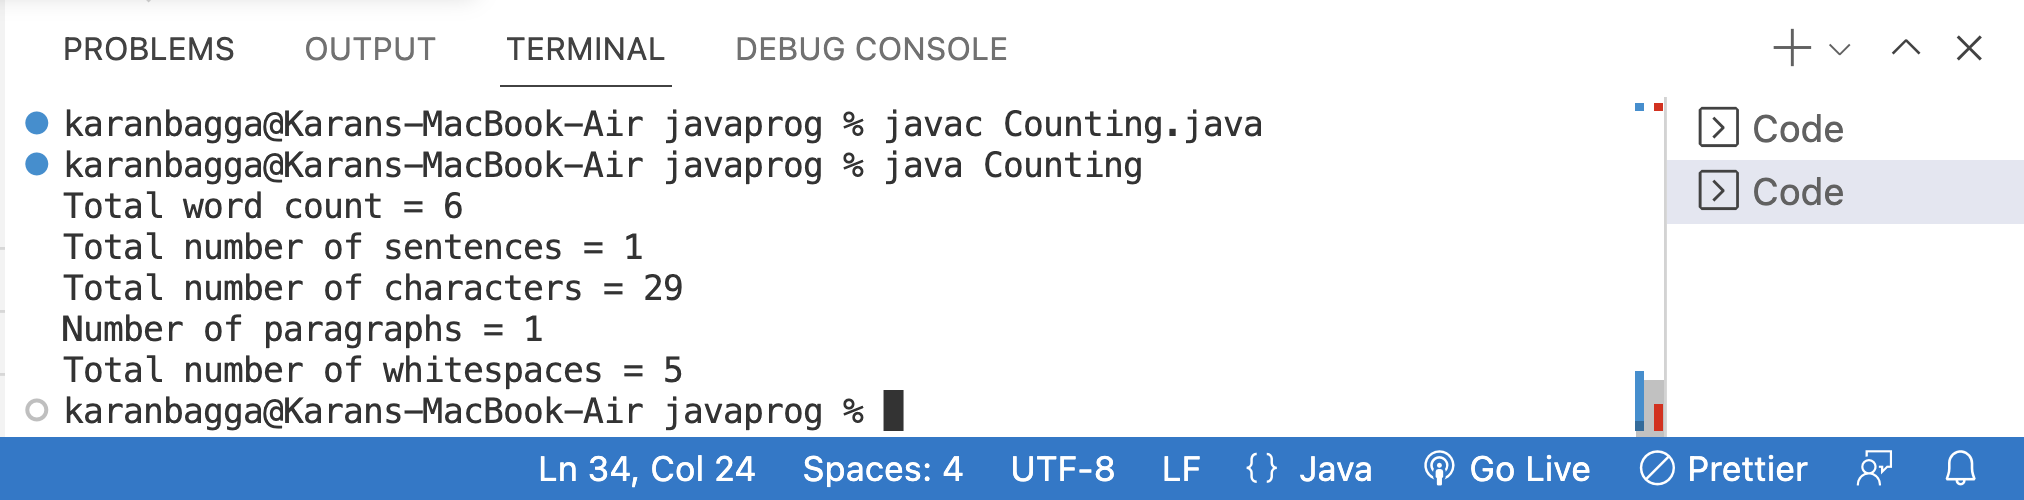 PROBLEMS OUTPUT TERMINAL DEBUG CONSOLE
karanbagga@Karans-MacBook-Air javaprog % javac Counting.java
karanbagga@Karans-MacBook-Air javaprog % java Counting
Total word count = 6
Total number of sentences = 1
Total number of characters = 29
Number of paragraphs = 1
Total number of whitespaces = 5
karanbagga@Karans-MacBook-Air javaprog %
Code
Code
Ln 34, Col 24 Spaces: 4 UTF-8 LF {} Java Go Live Prettier